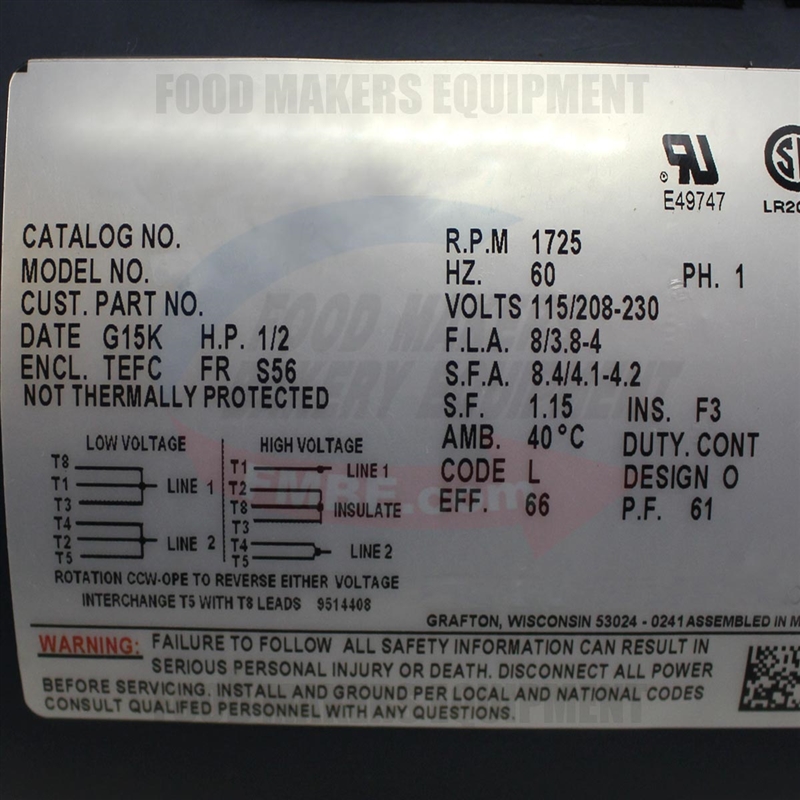 FOOD MAKERS EQUIPMENT
E49747
CATALOG NO.
MODEL NO.
CUST. PART NO.
DATE G15K H.P. 1/2
ENCL. TEFC FR S56
NOT THERMALLY PROTECTED
R.P.M 1725
HZ. 60 PH. 1
VOLTS 115/208-230
F.L.A. 8/3.8-4
S.F.A. 8.4/4.1-4.2
S.F. 1.15 INS. F3
AMB. 40°C DUTY. CONT
CODE L DESIGN O
EFF. 66 P.F. 61
LOW VOLTAGE
T8
T1 LINE 1
T3
T4
T2 LINE 2
T5
HIGH VOLTAGE
T1 LINE 1
T2
T8 INSULATE
T3
T4 LINE 2
T5
ROTATION CCW-OPE TO REVERSE EITHER VOLTAGE
INTERCHANGE T5 WITH T8 LEADS 9514408
FMBE.com
GRAFTON, WISCONSIN 53024 - 0241 ASSEMBLED IN
WARNING: FAILURE TO FOLLOW ALL SAFETY INFORMATION CAN RESULT IN
SERIOUS PERSONAL INJURY OR DEATH. DISCONNECT ALL POWER
BEFORE SERVICING. INSTALL AND GROUND PER LOCAL AND NATIONAL CODES
CONSULT QUALIFED PERSONNEL WITH ANY QUESTIONS.